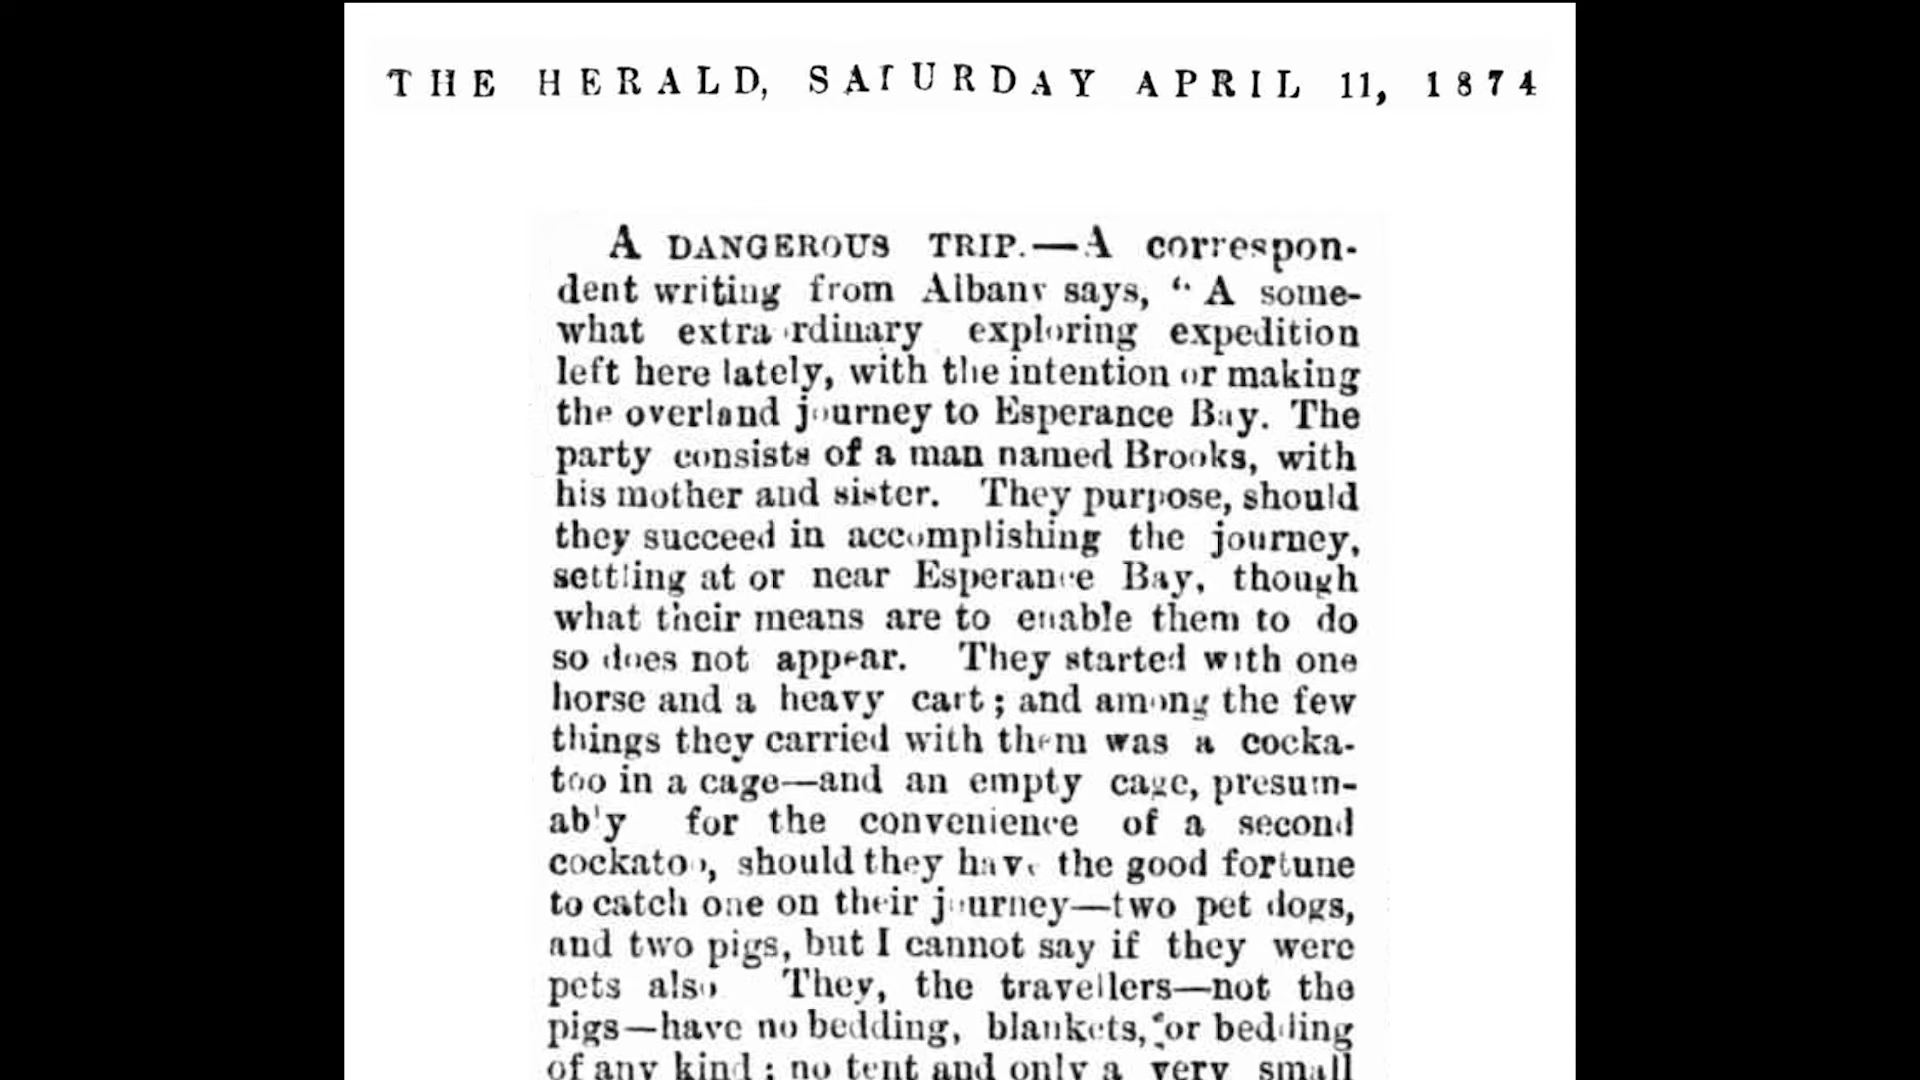 THE HERALD, SATURDAY APRIL 11, 1874
A DANGEROUS TRIP.—A correspon-
dent writing from Albany says, “ A some-
what extraordinary exploring expedition
left here lately, with the intention or making
the overland journey to Esperance Bay. The
party consists of a man named Brooks, with
his mother and sister. They purpose, should
they succeed in accomplishing the journey,
settling at or near Esperance Bay, though
what their means are to enable them to do
so does not appear. They started with one
horse and a heavy cart ; and among the few
things they carried with them was a cocka-
too in a cage—and an empty cage, presum-
ably for the convenience of a second
cockatoo, should they have the good fortune
to catch one on their journey—two pet dogs,
and two pigs, but I cannot say if they were
pets also They, the travellers—not the
pigs—have no bedding, blankets, or bedding
of any kind ; no tent and only a very small